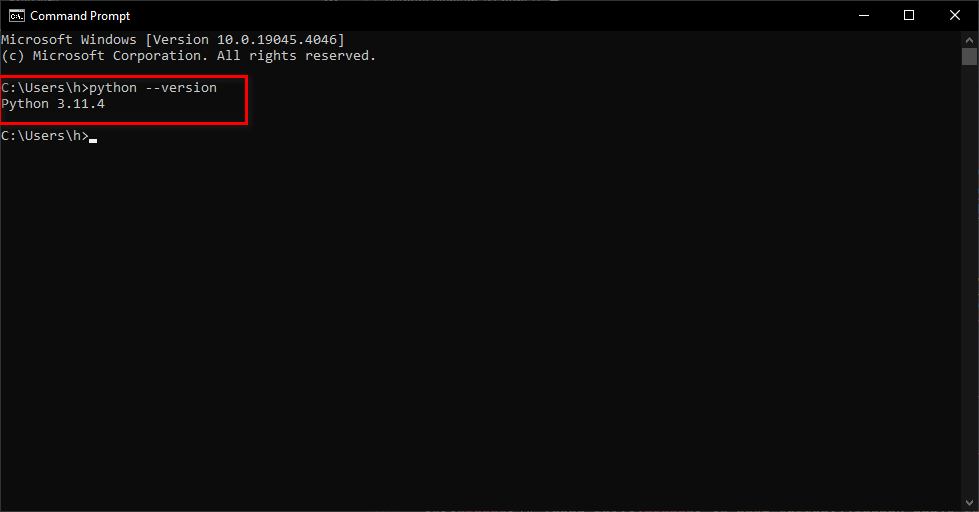 Command Prompt
Microsoft Windows [Version 10.0.19045.4046]
(c) Microsoft Corporation. All rights reserved.
C:\Users\h>python --version
Python 3.11.4
C:\Users\h>